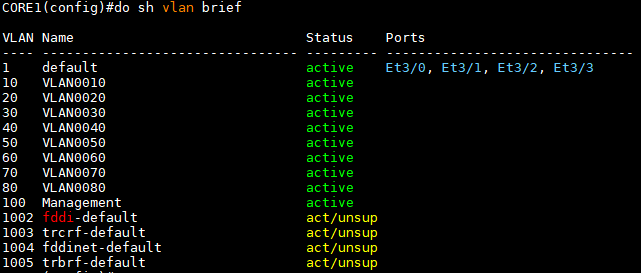 CORE1(config)#do sh vlan brief
VLAN Name                             Status    Ports
---- -------------------------------- --------- -------------------------------
1    default                          active    Et3/0, Et3/1, Et3/2, Et3/3
10   VLAN0010                         active
20   VLAN0020                         active
30   VLAN0030                         active
40   VLAN0040                         active
50   VLAN0050                         active
60   VLAN0060                         active
70   VLAN0070                         active
80   VLAN0080                         active
100  Management                       active
1002 fddi-default                     act/unsup
1003 trcrf-default                    act/unsup
1004 fddinet-default                  act/unsup
1005 trbrf-default                    act/unsup